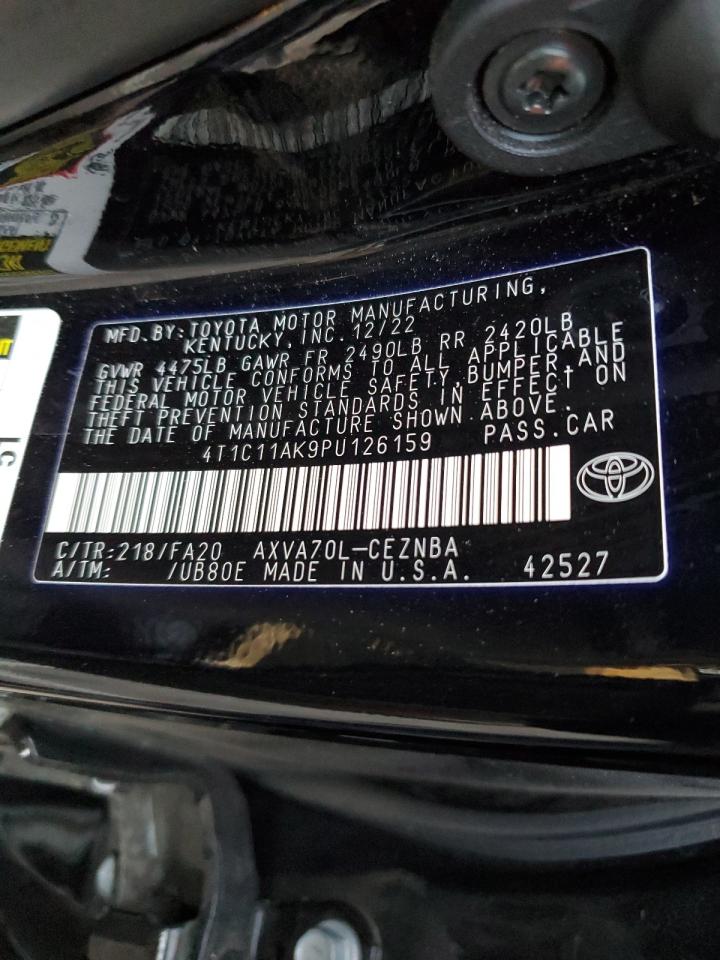 MFD.BY:TOYOTA MOTOR MANUFACTURING,
KENTUCKY, INC. 12/22
GVWR 4475LB GAWR FR 2490LB RR 2420LB
THIS VEHICLE CONFORMS TO ALL APPLICABLE
FEDERAL MOTOR VEHICLE SAFETY,BUMPER,AND
THEFT PREVENTION STANDARDS IN EFFECT ON
THE DATE OF MANUFACTURE SHOWN ABOVE.
4T1C11AK9PU126159 PASS.CAR
C/TR:218/FA20 AXVA70L-CEZNBA
A/TM: /UB80E MADE IN U.S.A. 42527